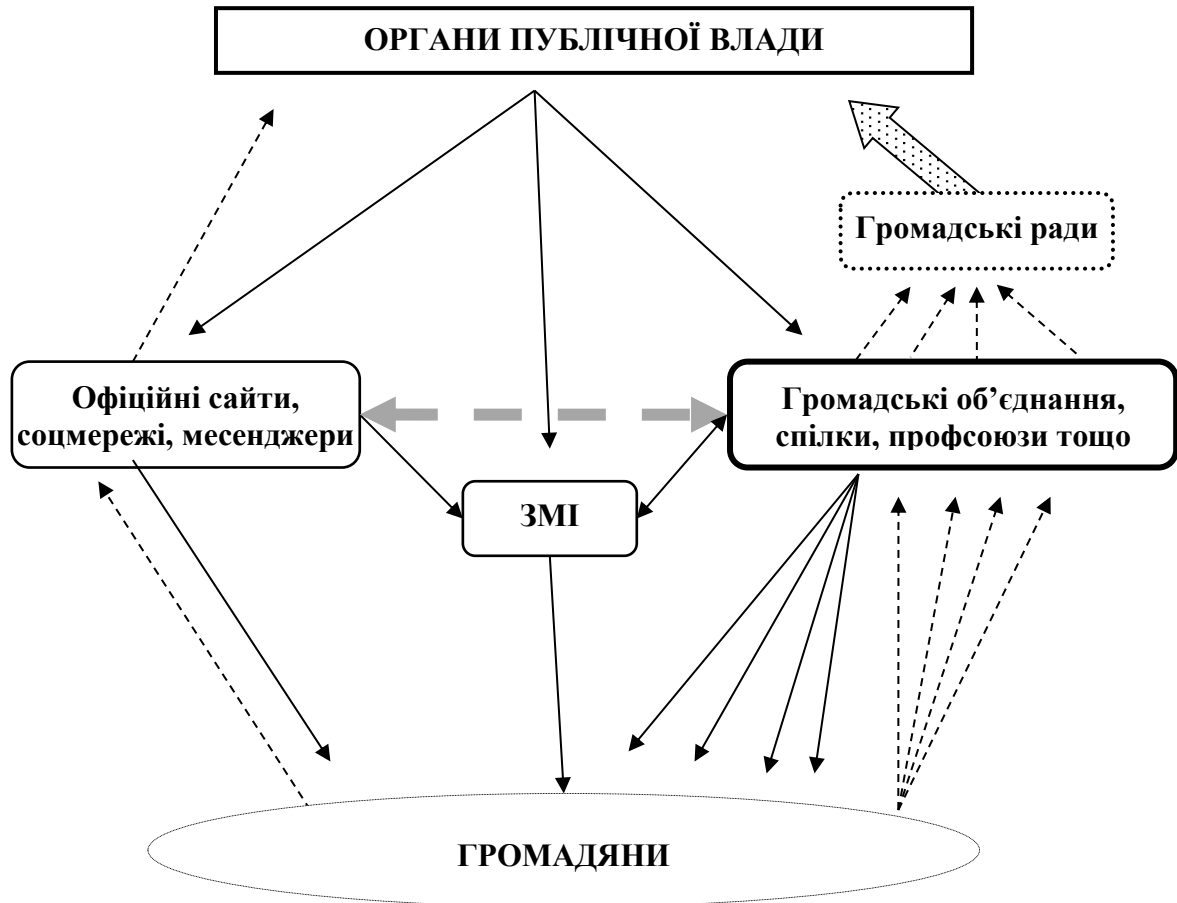 ОРГАНИ ПУБЛІЧНОЇ ВЛАДИ
Громадські ради
Офіційні сайти,
соцмережі, месенджери
Громадські об’єднання,
спілки, профсоюзи тощо
ЗМІ
ГРОМАДЯНИ